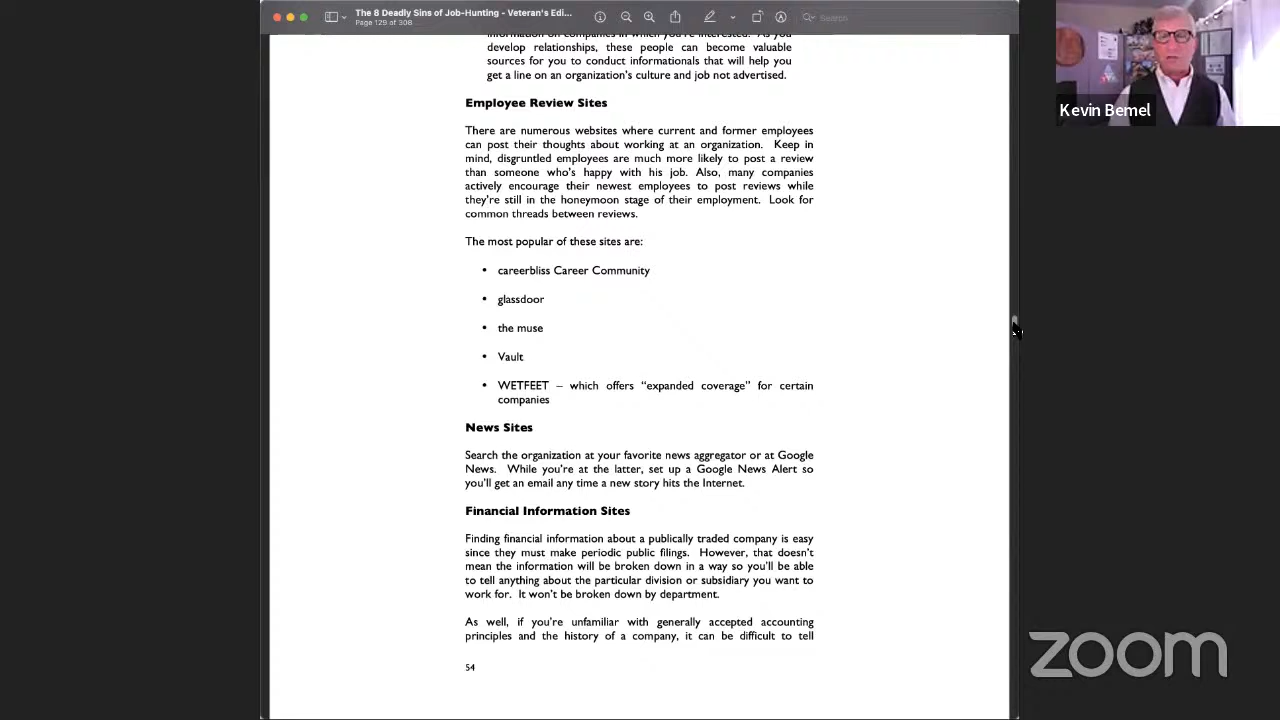 The 8 Deadly Sins of Job-Hunting - Veteran's Edi...
Page 129 of 308
Search
information on companies in which you're interested. As you
develop relationships, these people can become valuable
sources for you to conduct informationals that will help you
get a line on an organization's culture and job not advertised.
Employee Review Sites
There are numerous websites where current and former employees
can post their thoughts about working at an organization. Keep in
mind, disgruntled employees are much more likely to post a review
than someone who's happy with his job. Also, many companies
actively encourage their newest employees to post reviews while
they're still in the honeymoon stage of their employment. Look for
common threads between reviews.
The most popular of these sites are:
• careerbliss Career Community
• glassdoor
• the muse
• Vault
• WETFEET – which offers “expanded coverage” for certain
companies
News Sites
Search the organization at your favorite news aggregator or at Google
News. While you're at the latter, set up a Google News Alert so
you'll get an email any time a new story hits the Internet.
Financial Information Sites
Finding financial information about a publically traded company is easy
since they must make periodic public filings. However, that doesn't
mean the information will be broken down in a way so you'll be able
to tell anything about the particular division or subsidiary you want to
work for. It won't be broken down by department.
As well, if you're unfamiliar with generally accepted accounting
principles and the history of a company, it can be difficult to tell
54
Kevin Bemel
zoom